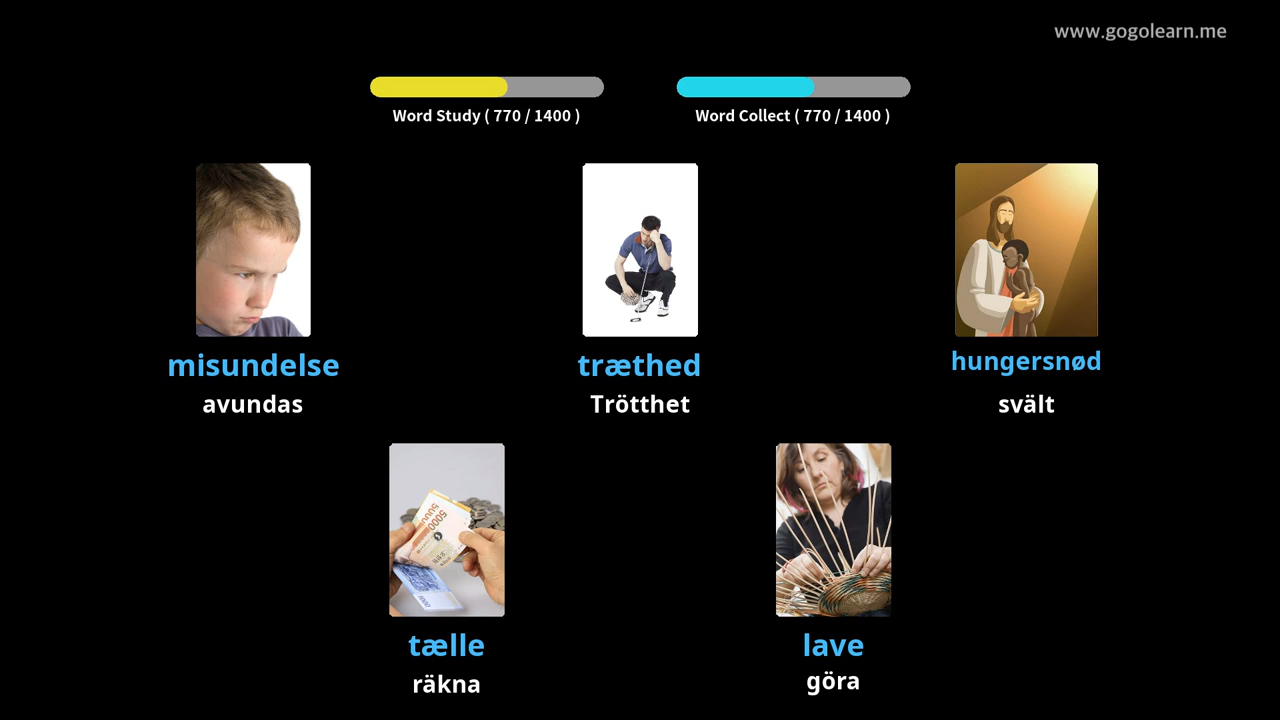 www.gogolearn.me
Word Study ( 770 / 1400 )
Word Collect ( 770 / 1400 )
misundelse
avundas
træthed
Trötthet
hungersnød
svält
tælle
räkna
lave
göra